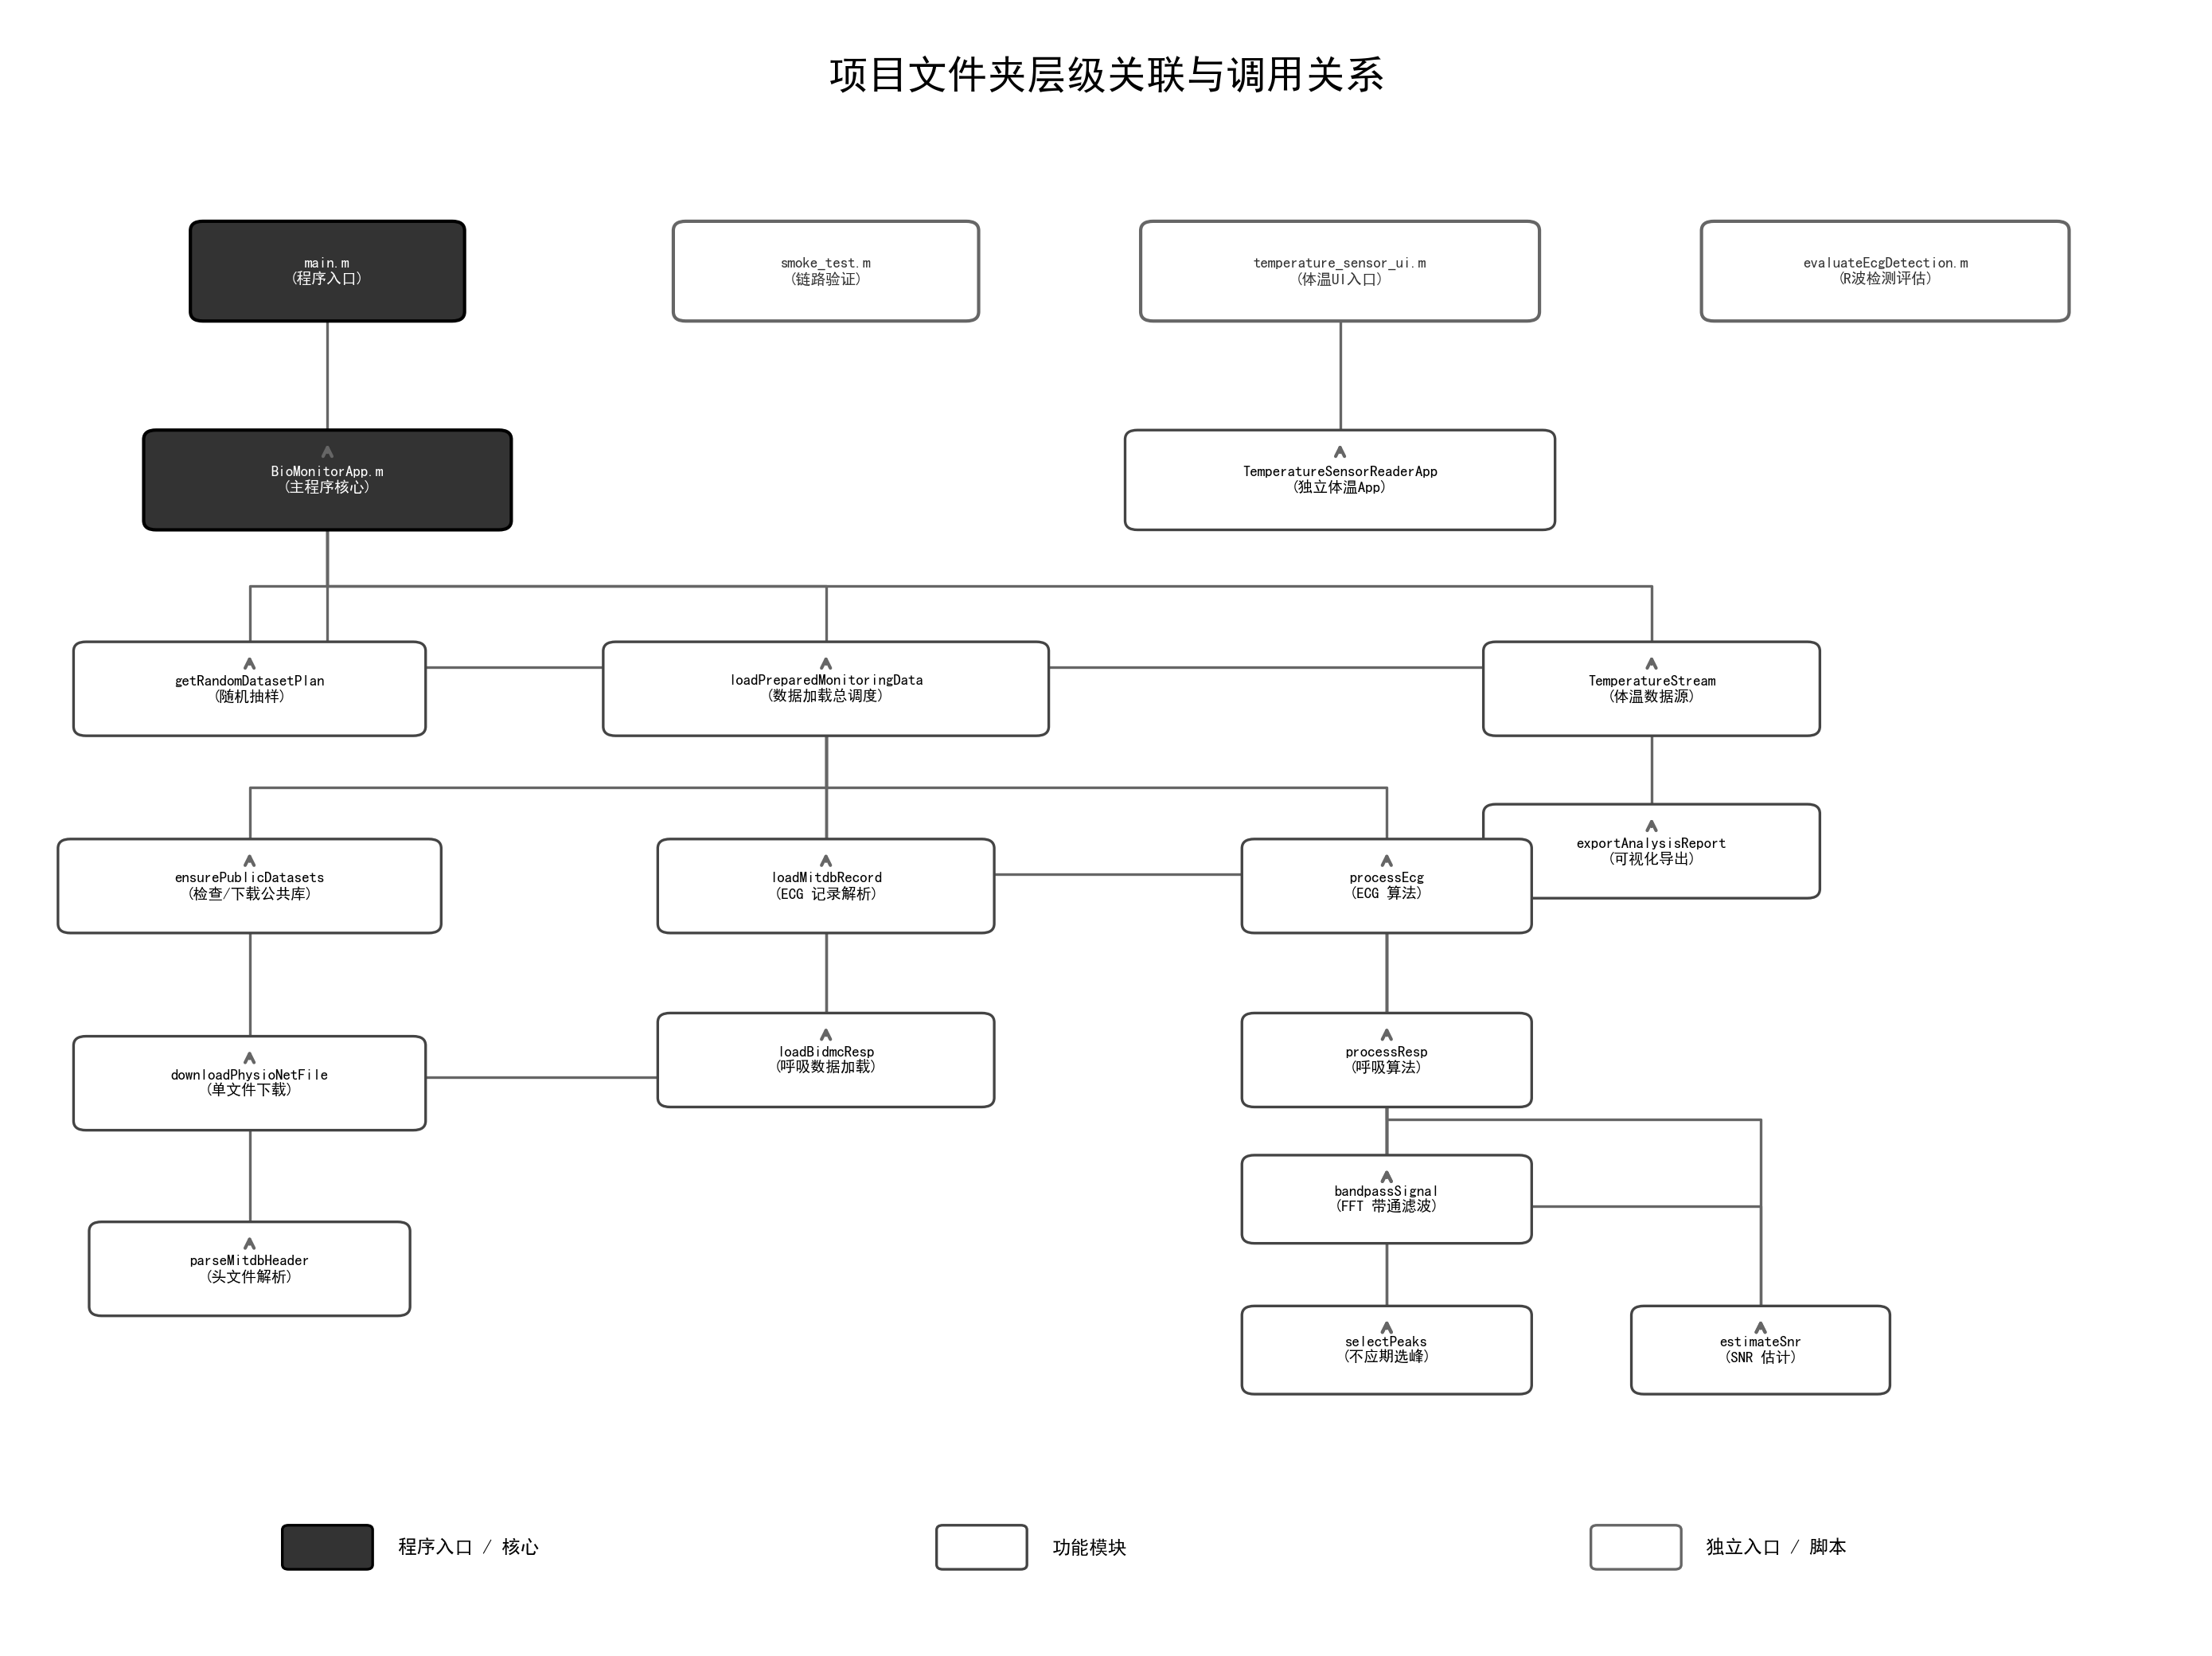 项目文件夹层级关联与调用关系
main.m
(程序入口)
smoke_test.m
(链路验证)
temperature_sensor_ui.m
(体温UI入口)
evaluateEcgDetection.m
(R波检测评估)
BioMonitorApp.m
(主程序核心)
TemperatureSensorReaderApp
(独立体温App)
getRandomDatasetPlan
(随机抽样)
loadPreparedMonitoringData
(数据加载总调度)
TemperatureStream
(体温数据源)
exportAnalysisReport
(可视化导出)
ensurePublicDatasets
(检查/下载公共库)
loadMitdbRecord
(ECG 记录解析)
processEcg
(ECG 算法)
downloadPhysioNetFile
(单文件下载)
loadBidmcResp
(呼吸数据加载)
processResp
(呼吸算法)
bandpassSignal
(FFT 带通滤波)
parseMitdbHeader
(头文件解析)
selectPeaks
(不应期选峰)
estimateSnr
(SNR 估计)
程序入口 / 核心
功能模块
独立入口 / 脚本